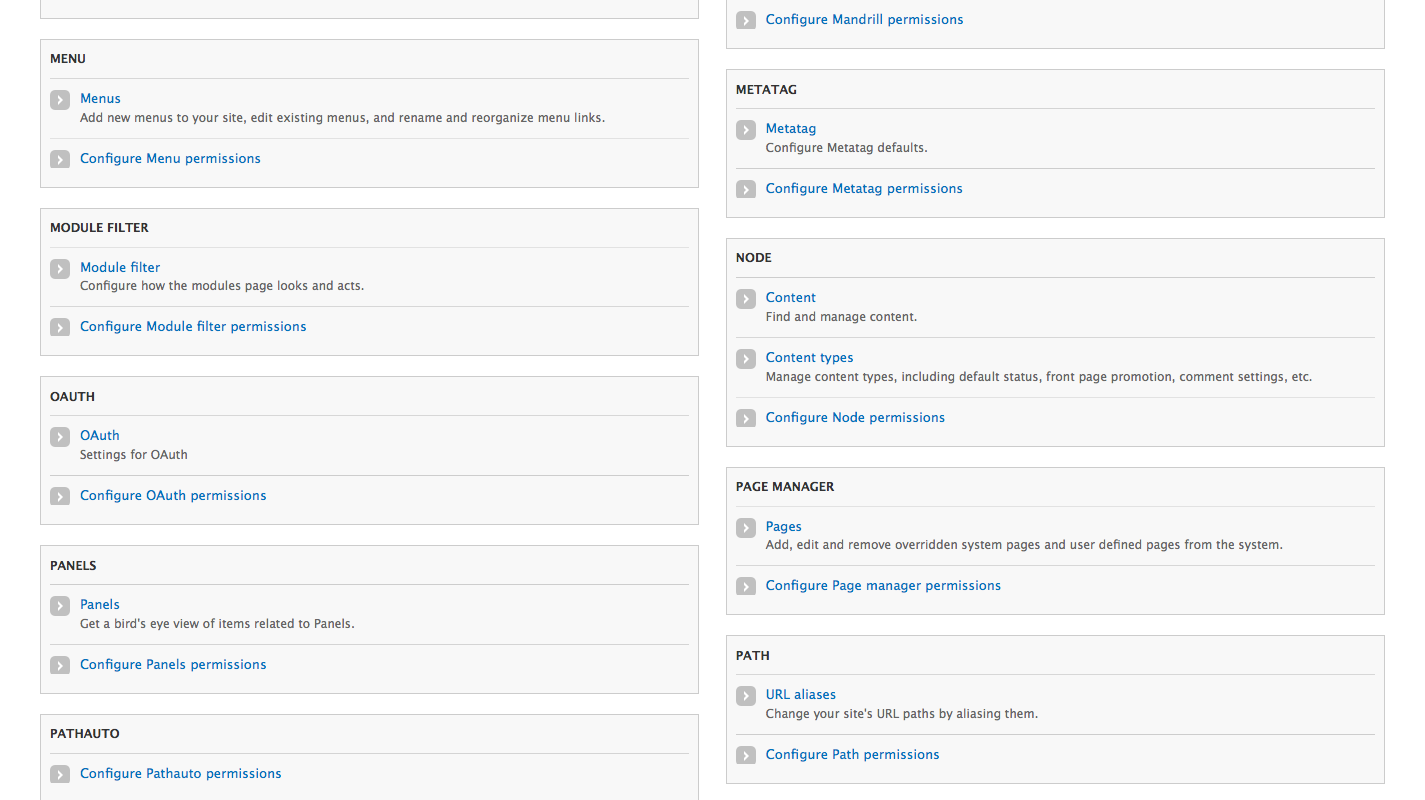 MENU
Menus
Add new menus to your site, edit existing menus, and rename and reorganize menu links.
Configure Menu permissions
MODULE FILTER
Module filter
Configure how the modules page looks and acts.
Configure Module filter permissions
OAUTH
OAuth
Settings for OAuth
Configure OAuth permissions
PANELS
Panels
Get a bird's eye view of items related to Panels.
Configure Panels permissions
PATHAUTO
Configure Pathauto permissions
Configure Mandrill permissions
METATAG
Metatag
Configure Metatag defaults.
Configure Metatag permissions
NODE
Content
Find and manage content.
Content types
Manage content types, including default status, front page promotion, comment settings, etc.
Configure Node permissions
PAGE MANAGER
Pages
Add, edit and remove overridden system pages and user defined pages from the system.
Configure Page manager permissions
PATH
URL aliases
Change your site's URL paths by aliasing them.
Configure Path permissions